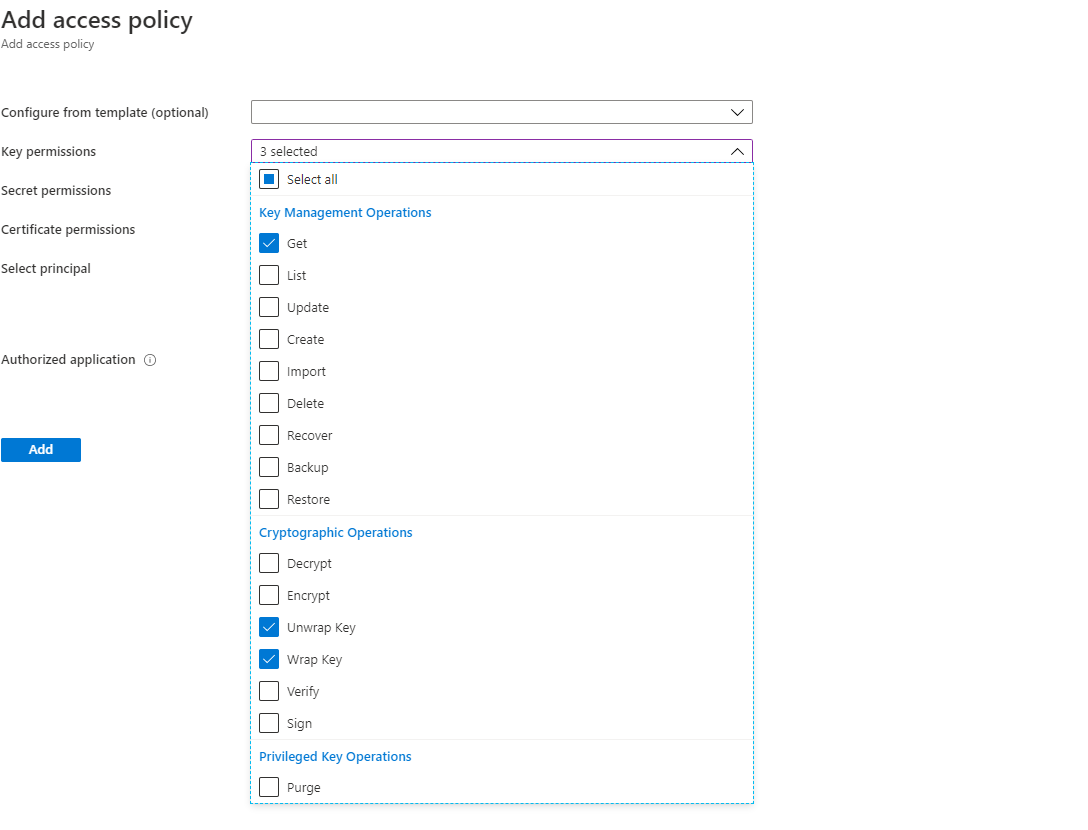 Add access policy
Add access policy
Configure from template (optional)
Key permissions
3 selected
Select all
Secret permissions
Key Management Operations
Certificate permissions
Get
Select principal
List
Update
Create
Authorized application
Import
Delete
Recover
Add
Backup
Restore
Cryptographic Operations
Decrypt
Encrypt
Unwrap Key
Wrap Key
Verify
Sign
Privileged Key Operations
Purge